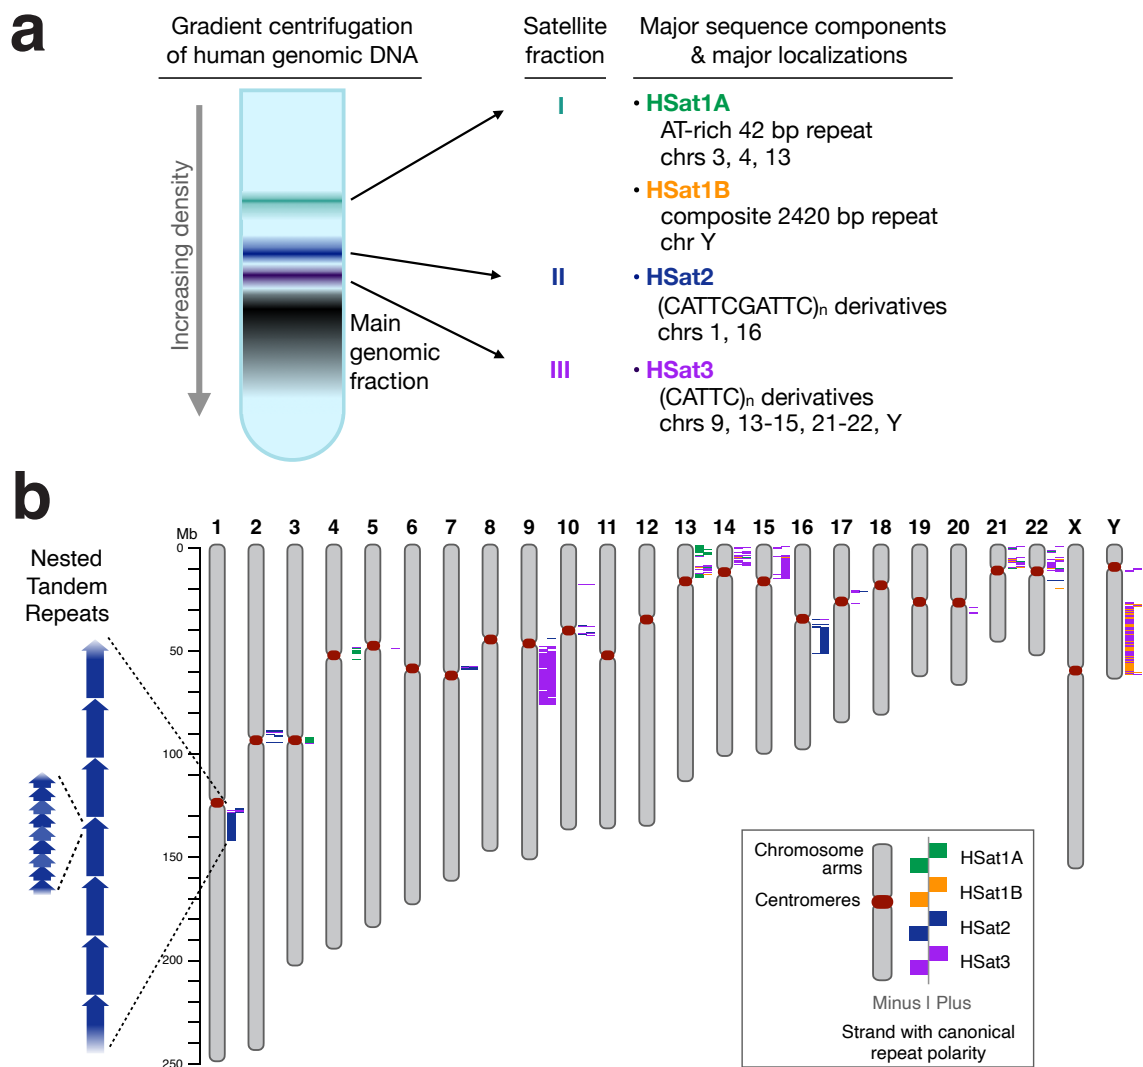 a
Gradient centrifugation
of human genomic DNA
Satellite
fraction
Major sequence components
& major localizations
Increasing density
Main
genomic
fraction
I
• HSat1A
AT-rich 42 bp repeat
chrs 3, 4, 13
• HSat1B
composite 2420 bp repeat
chr Y
II
• HSat2
(CATTCGATTC)n derivatives
chrs 1, 16
III
• HSat3
(CATTC)n derivatives
chrs 9, 13-15, 21-22, Y
b
Nested
Tandem
Repeats
Mb
1 2 3 4 5 6 7 8 9 10 11 12 13 14 15 16 17 18 19 20 21 22 X Y
0
50
100
150
200
250
Chromosome
arms
Centromeres
HSat1A
HSat1B
HSat2
HSat3
Minus | Plus
Strand with canonical
repeat polarity